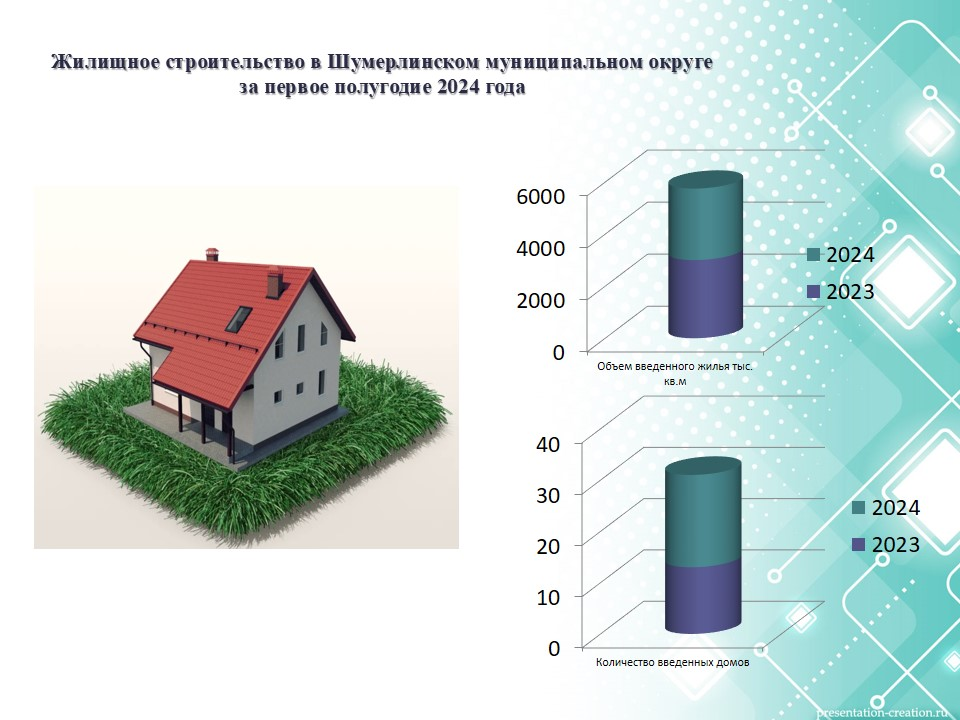 Жилищное строительство в Шумерлинском муниципальном округе
за первое полугодие 2024 года
6000
4000
2000
0
2024
2023
Объем введенного жилья тыс.
кв.м
40
30
20
10
0
2024
2023
Количество введенных домов
presentation-creation.ru